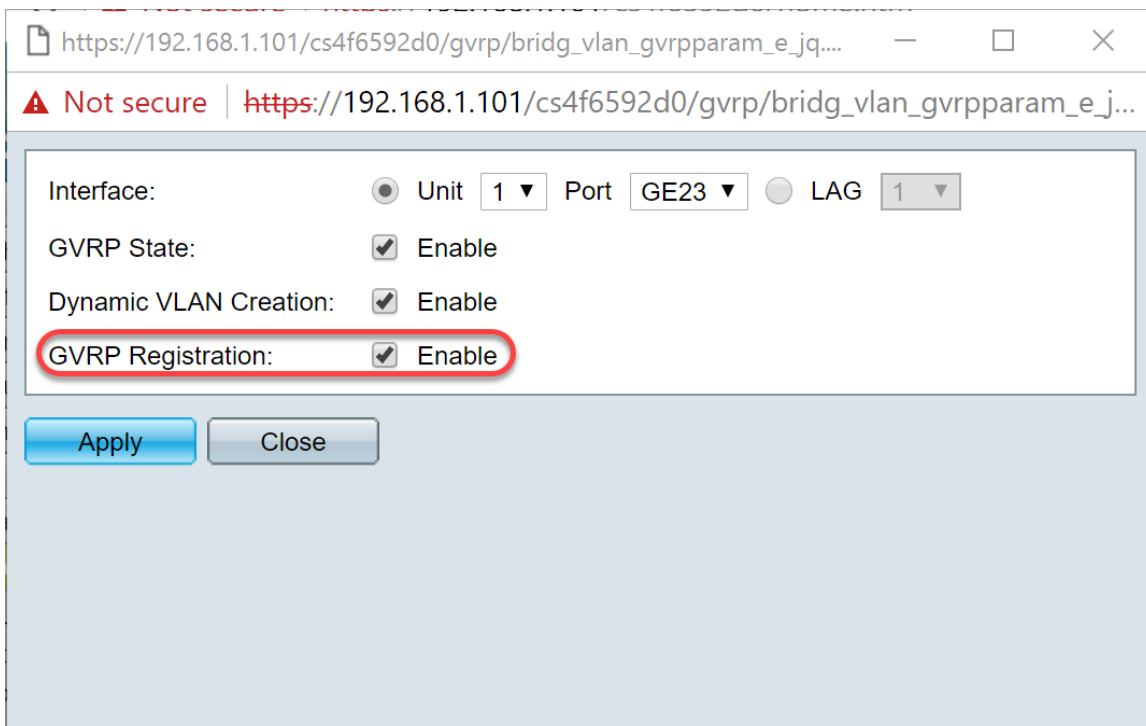 https://192.168.1.101/cs4f6592d0/gvrp/bridg_vlan_gvrpparam_e_jq....
Not secure https://192.168.1.101/cs4f6592d0/gvrp/bridg_vlan_gvrpparam_e_j...
Interface: Unit 1 Port GE23 LAG 1
GVRP State: Enable
Dynamic VLAN Creation: Enable
GVRP Registration: Enable
Apply Close